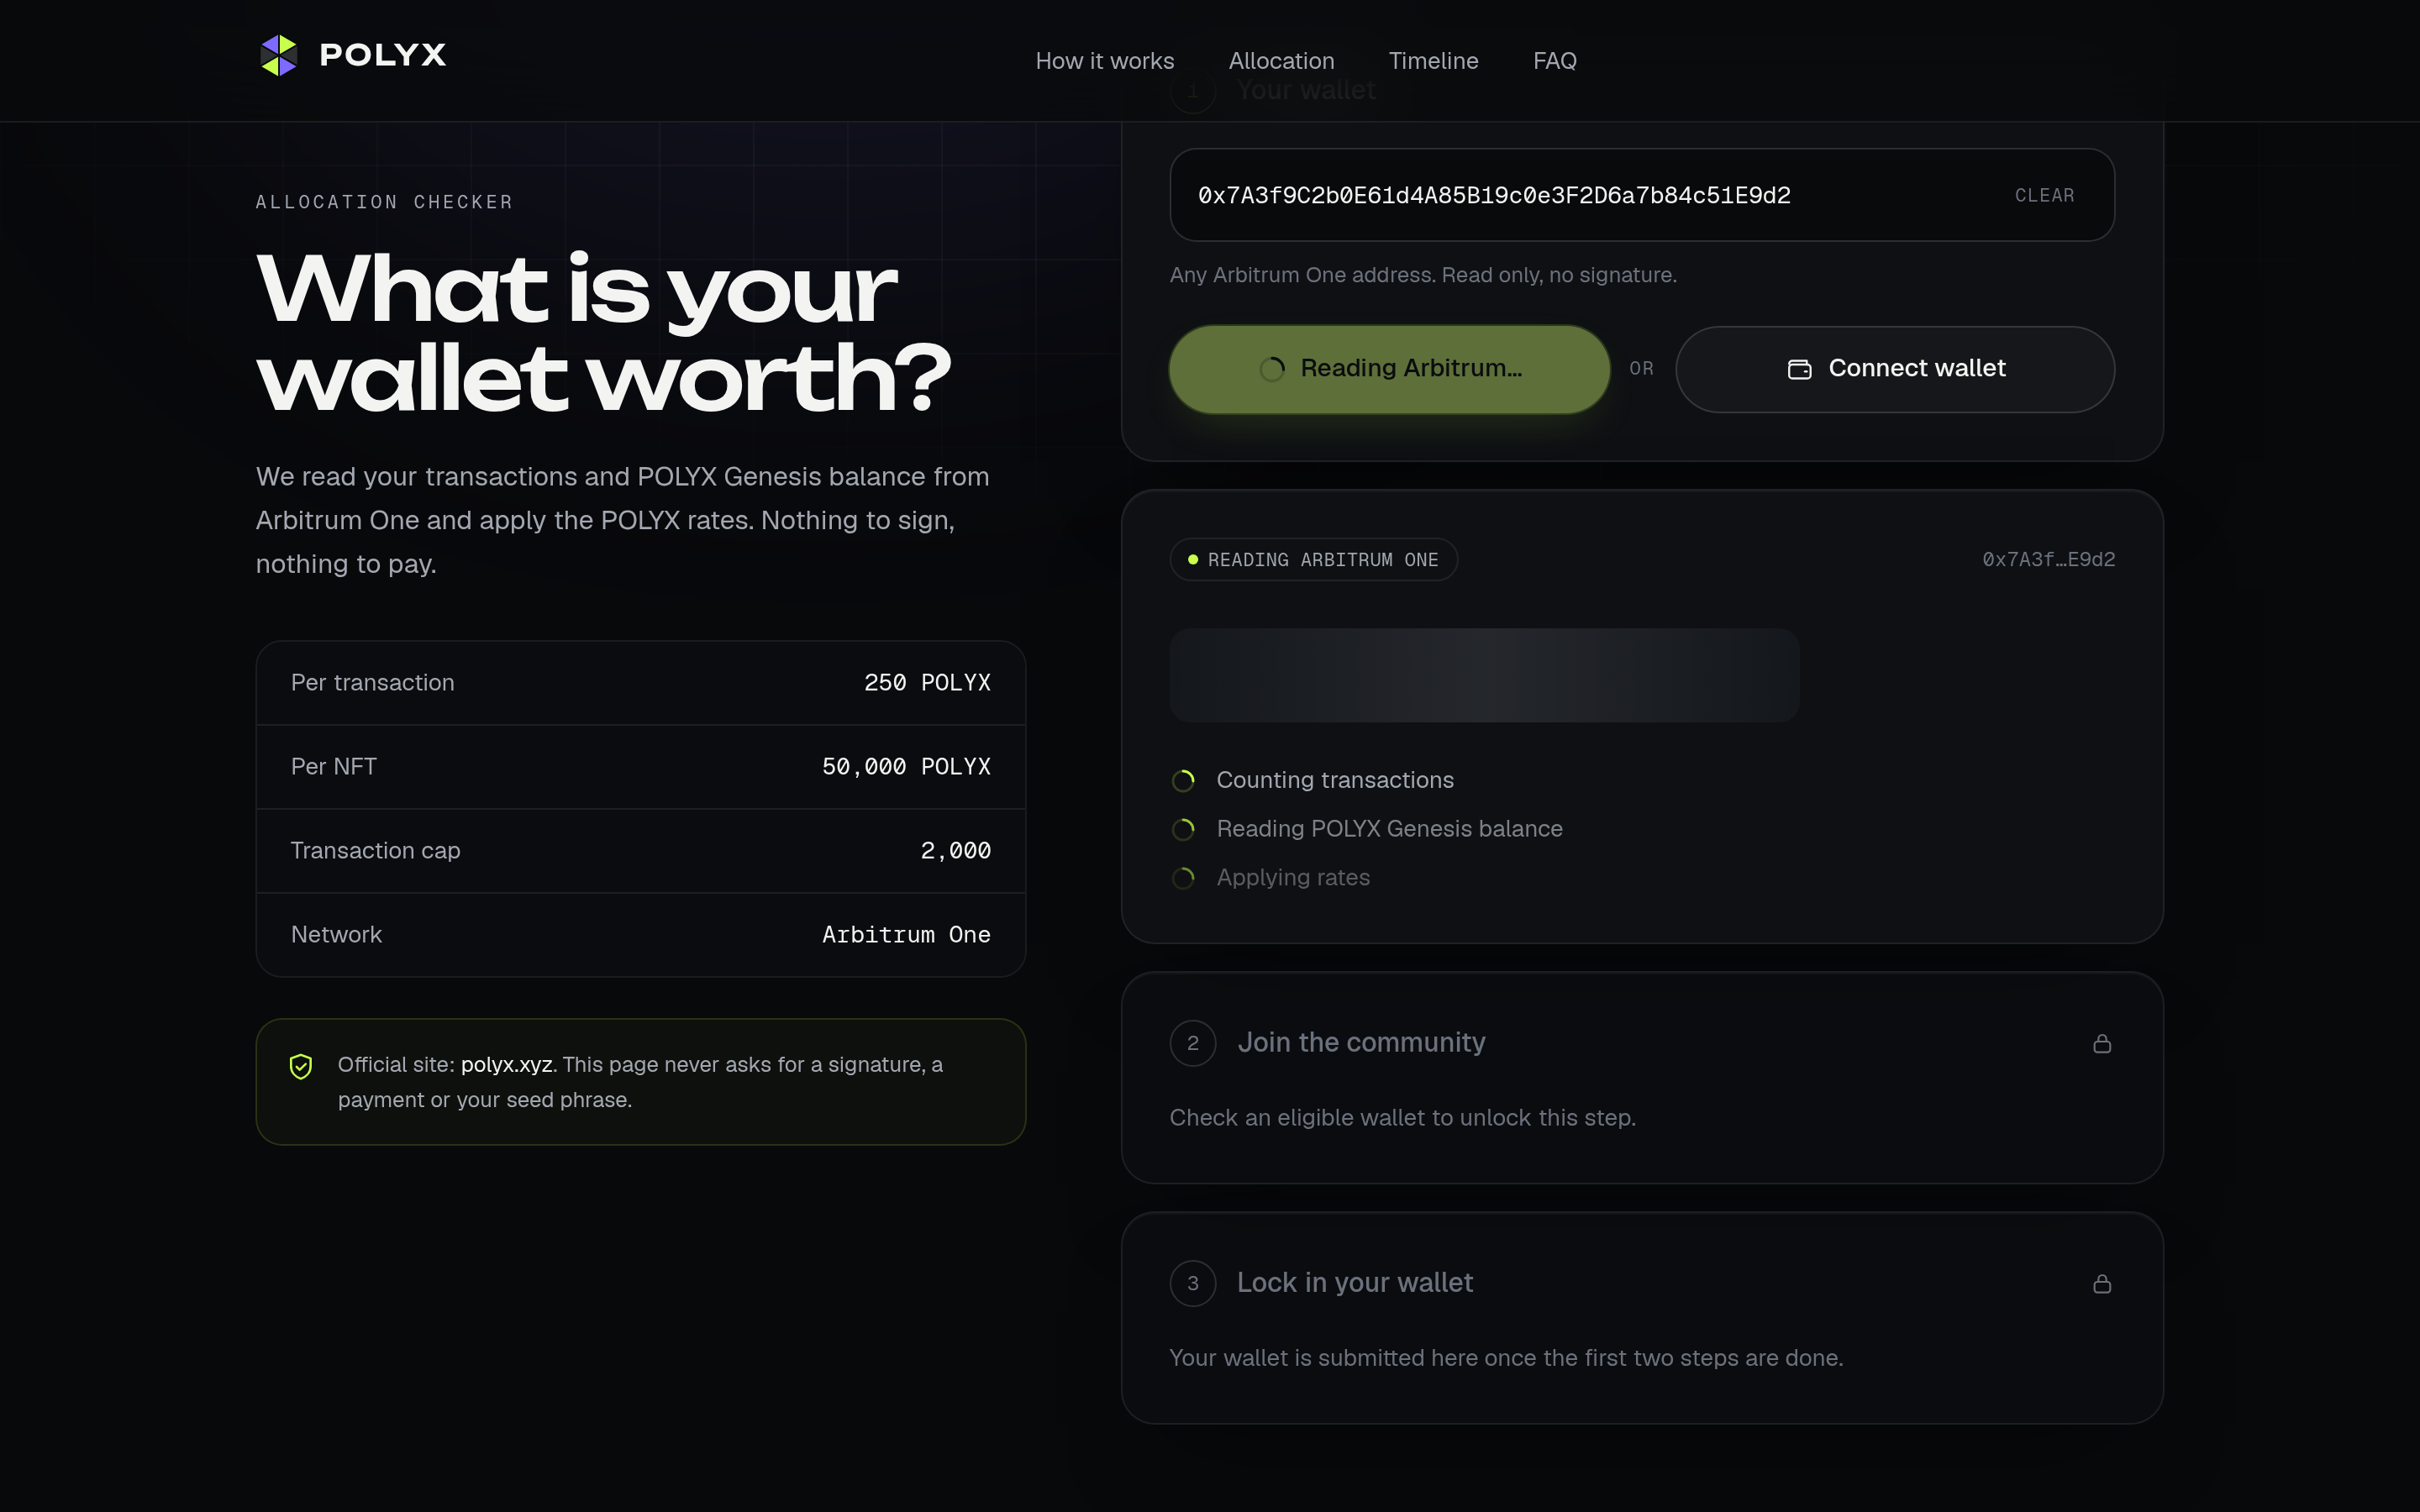 POLYX
How it works
Allocation
Timeline
FAQ
ALLOCATION CHECKER
What is your
wallet worth?
We read your transactions and POLYX Genesis balance from
Arbitrum One and apply the POLYX rates. Nothing to sign,
nothing to pay.
Per transaction
250 POLYX
Per NFT
50,000 POLYX
Transaction cap
2,000
Network
Arbitrum One
Official site: polyx.xyz. This page never asks for a signature, a
payment or your seed phrase.
1
Your wallet
0x7A3f9C2b0E61d4A85B19c0e3F2D6a7b84c51E9d2
CLEAR
Any Arbitrum One address. Read only, no signature.
Reading Arbitrum…
OR
Connect wallet
READING ARBITRUM ONE
0x7A3f…E9d2
Counting transactions
Reading POLYX Genesis balance
Applying rates
2
Join the community
Check an eligible wallet to unlock this step.
3
Lock in your wallet
Your wallet is submitted here once the first two steps are done.